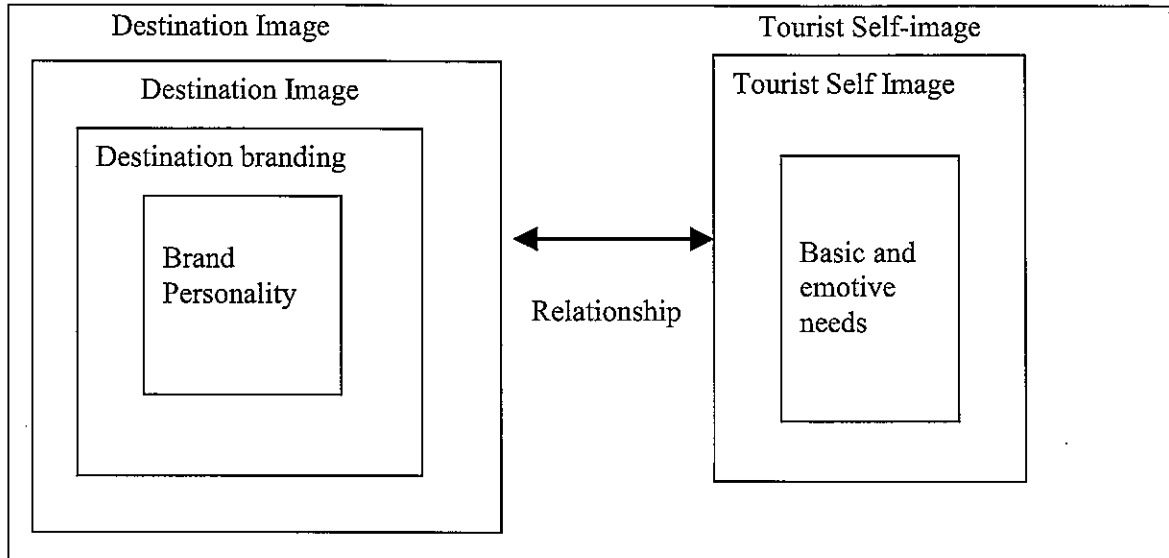 Destination Image
Tourist Self-image
Destination Image
Tourist Self Image
Destination branding
Brand
Personality
Relationship
Basic and
emotive
needs